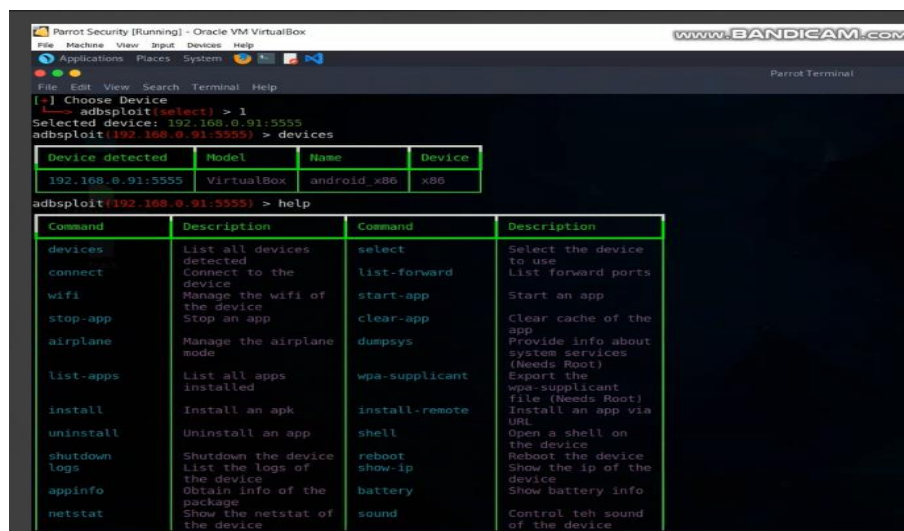 Parrot Security [Running] - Oracle VM VirtualBox
www.BANDICAM.com
File Machine View Input Devices Help
Applications Places System
Parrot Terminal
File Edit View Search Terminal Help
[+] Choose Device
adbsploit(select) > 1
Selected device: 192.168.0.91:5555
adbsploit(192.168.0.91:5555) > devices
Device detected Model Name Device
192.168.0.91:5555 VirtualBox android_x86 x86
adbsploit(192.168.0.91:5555) > help
Command Description Command Description
devices List all devices select Select the device
detected to use
connect Connect to the list-forward List forward ports
device
wifi Manage the wifi of start-app Start an app
the device
stop-app Stop an app clear-app Clear cache of the
app
airplane Manage the airplane dumpsys Provide info about
mode system services
(Needs Root)
list-apps List all apps wpa-supplicant Export the
installed wpa-supplicant
file (Needs Root)
install Install an apk install-remote Install an app via
URL
uninstall Uninstall an app shell Open a shell on
the device
shutdown Shutdown the device reboot Reboot the device
logs List the logs of show-ip Show the ip of the
the device device
appinfo Obtain info of the battery Show battery info
package
netstat Show the netstat of sound Control teh sound
the device of the device